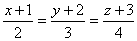 (x+1)/2 = (y+2)/3 = (z+3)/4